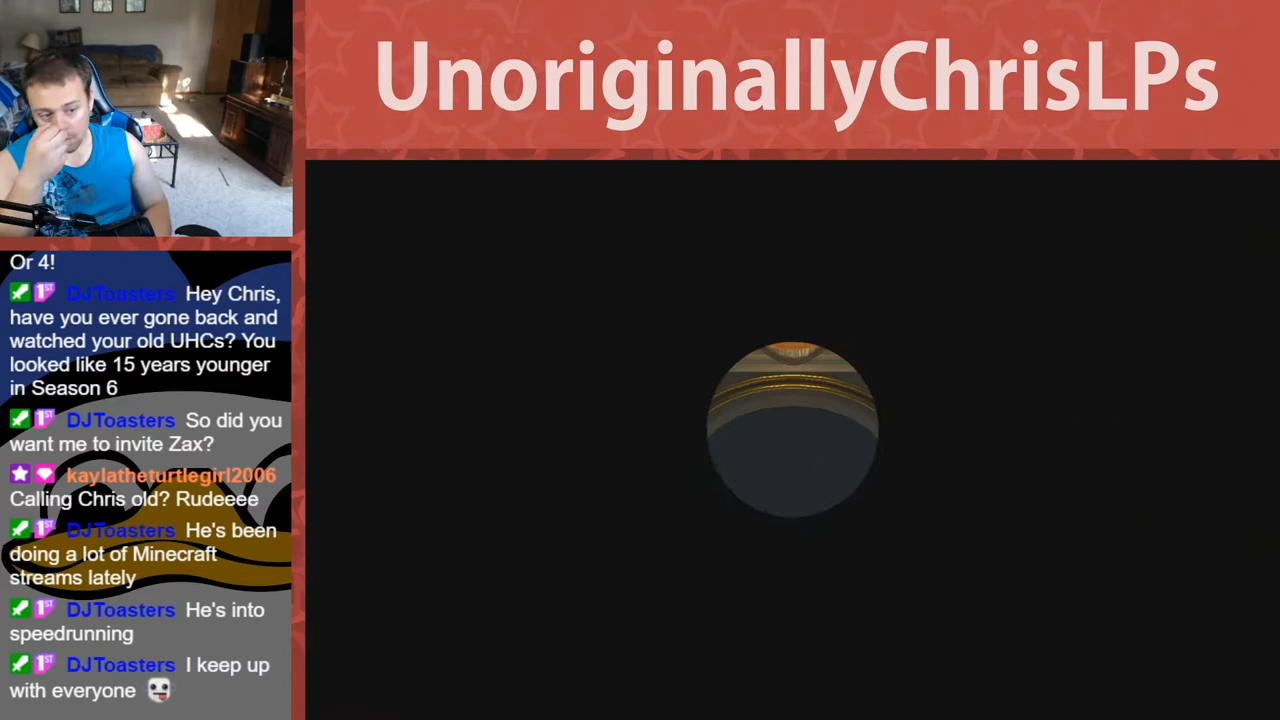 UnoriginallyChrisLPs
Or 4!
DJToasters Hey Chris,
have you ever gone back and
watched your old UHCs? You
looked like 15 years younger
in Season 6
DJToasters So did you
want me to invite Zax?
kaylatheturtlegirl2006
Calling Chris old? Rudeeee
DJToasters He's been
doing a lot of Minecraft
streams lately
DJToasters He's into
speedrunning
DJToasters I keep up
with everyone